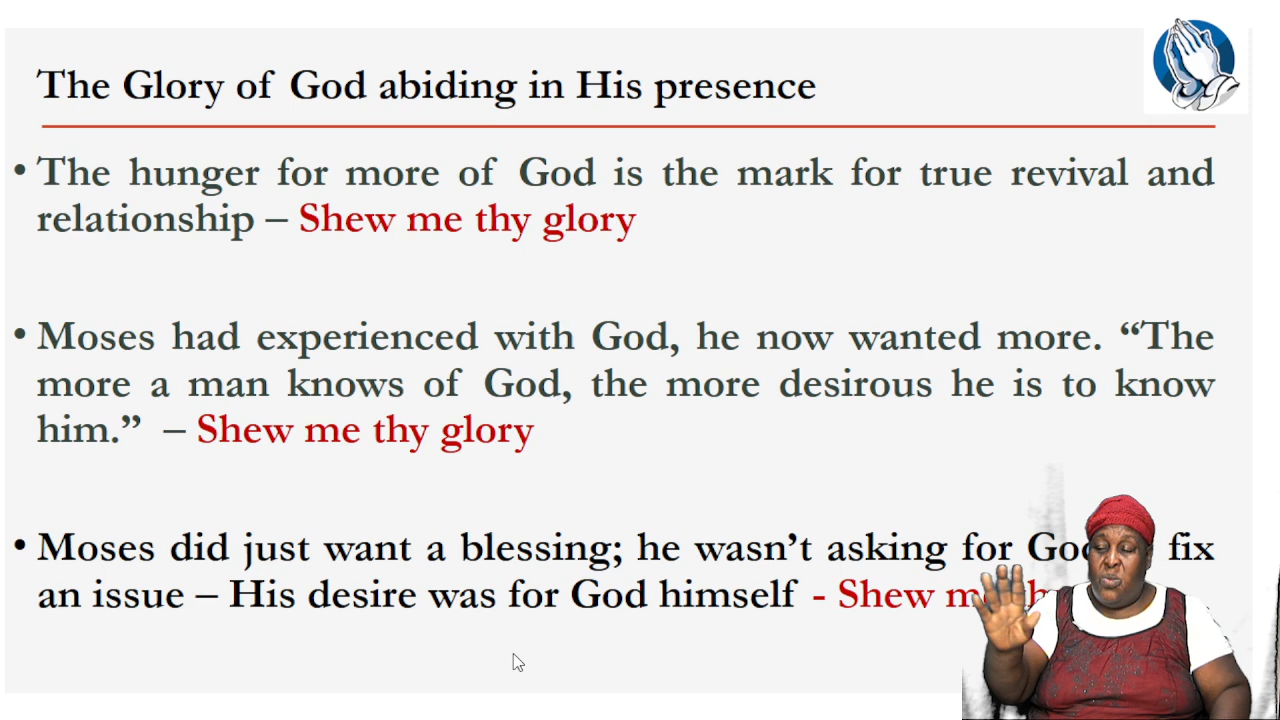 The Glory of God abiding in His presence
• The hunger for more of God is the mark for true revival and
relationship – Shew me thy glory
• Moses had experienced with God, he now wanted more. “The
more a man knows of God, the more desirous he is to know
him.” – Shew me thy glory
• Moses did just want a blessing; he wasn’t asking for fix
an issue – His desire was for God himself - Shew